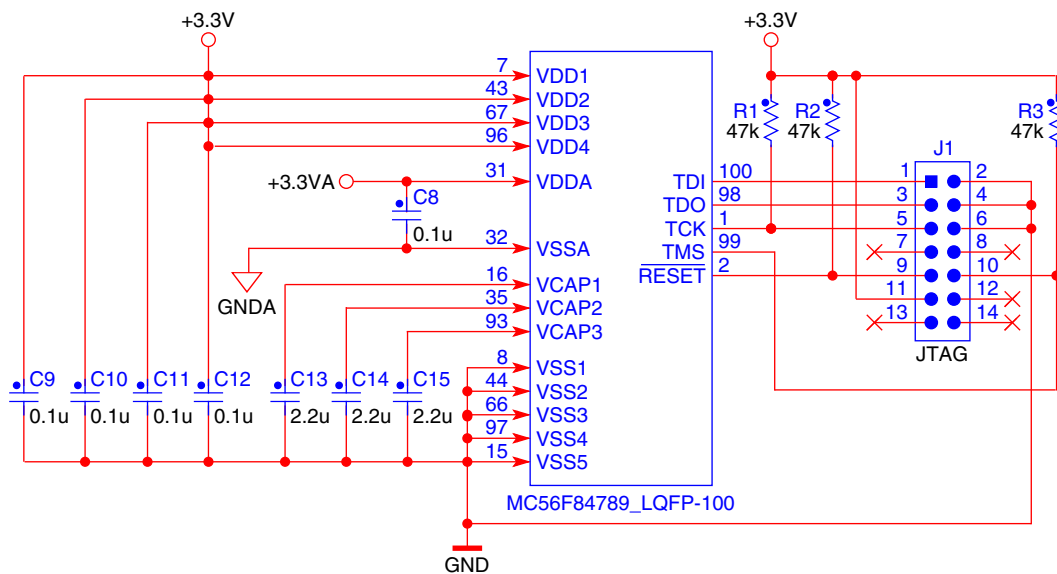 +3.3V +3.3V
7 VDD1
43 VDD2
67 VDD3
96 VDD4
R1 47k
R2 47k
R3 47k
J1
+3.3VA 31 VDDA
C8 0.1u
32 VSSA
GNDA
TDI 100 1 2
TDO 98 3 4
TCK 1 5 6
TMS 99 7 8
RESET 2 9 10
11 12
13 14
JTAG
16 VCAP1
35 VCAP2
93 VCAP3
8 VSS1
44 VSS2
66 VSS3
97 VSS4
15 VSS5
C9 0.1u
C10 0.1u
C11 0.1u
C12 0.1u
C13 2.2u
C14 2.2u
C15 2.2u
MC56F84789_LQFP-100
GND